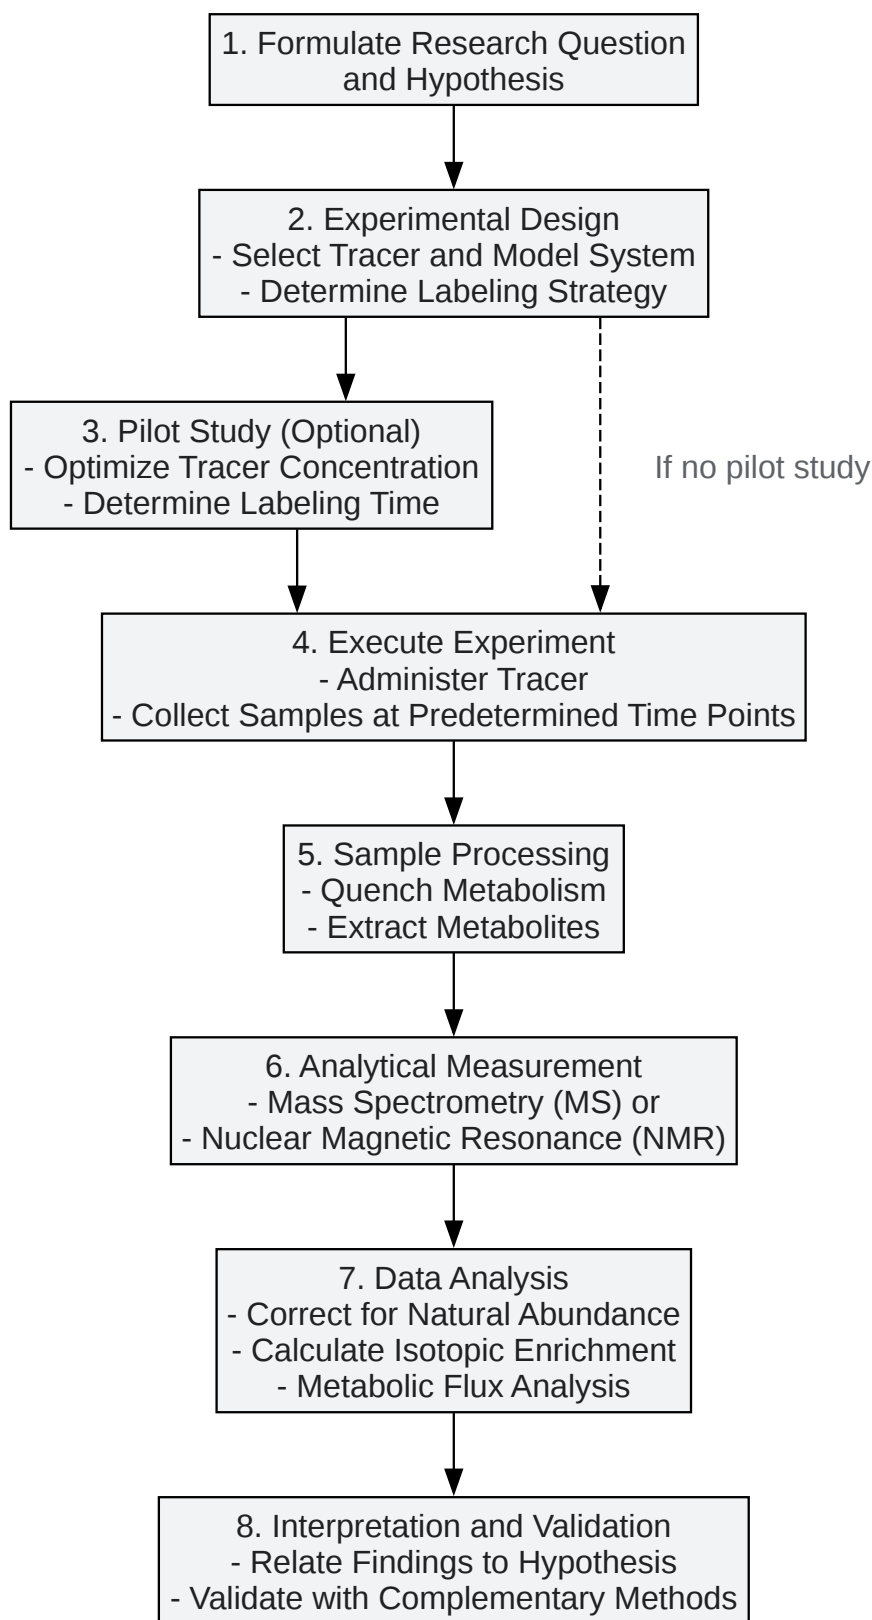 1. Formulate Research Question
and Hypothesis
2. Experimental Design
- Select Tracer and Model System
- Determine Labeling Strategy
3. Pilot Study (Optional)
- Optimize Tracer Concentration
- Determine Labeling Time
If no pilot study
4. Execute Experiment
- Administer Tracer
- Collect Samples at Predetermined Time Points
5. Sample Processing
- Quench Metabolism
- Extract Metabolites
6. Analytical Measurement
- Mass Spectrometry (MS) or
- Nuclear Magnetic Resonance (NMR)
7. Data Analysis
- Correct for Natural Abundance
- Calculate Isotopic Enrichment
- Metabolic Flux Analysis
8. Interpretation and Validation
- Relate Findings to Hypothesis
- Validate with Complementary Methods